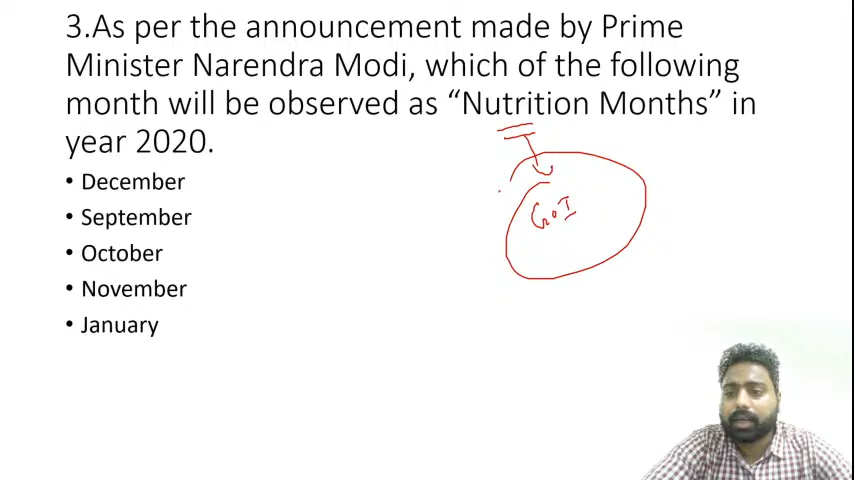 3.As per the announcement made by Prime
Minister Narendra Modi, which of the following
month will be observed as “Nutrition Months” in
year 2020.
• December
• September
• October
• November
• January
GOI